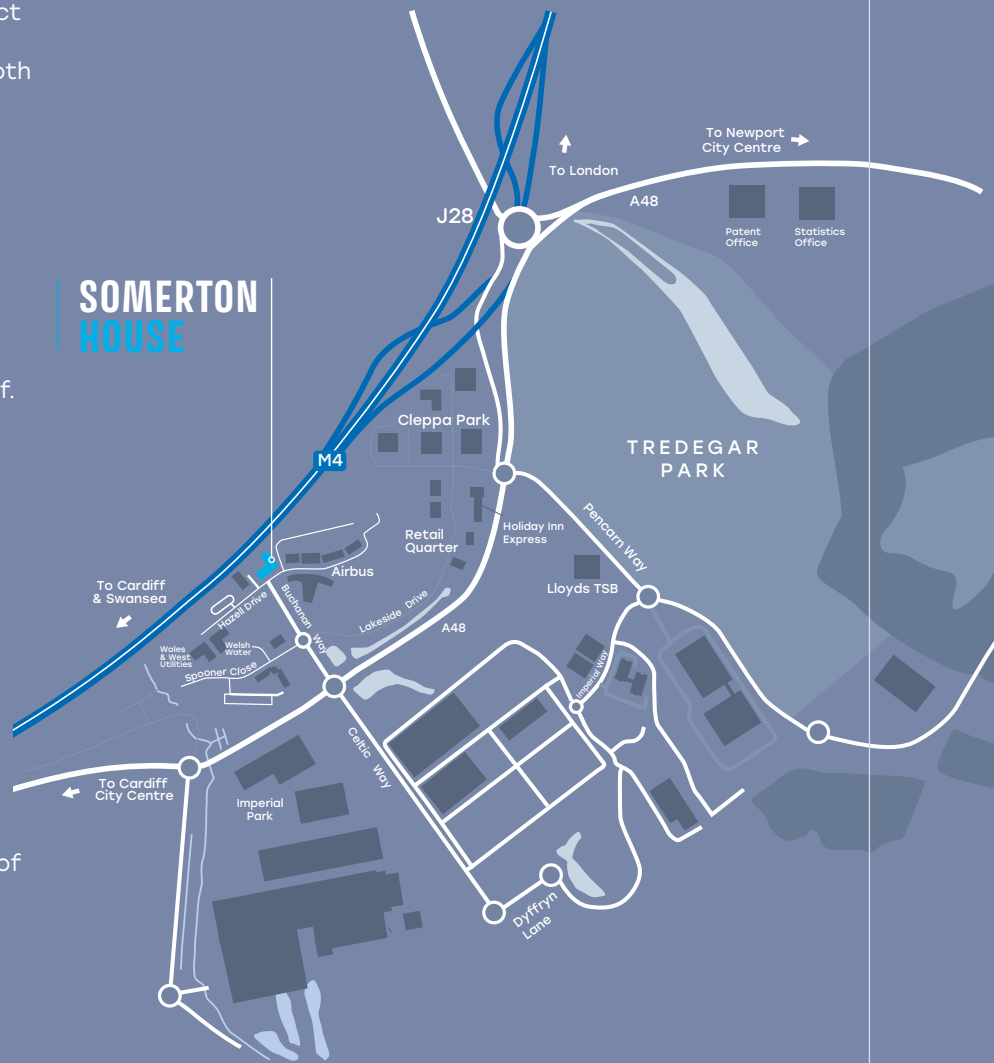 ct
oth
To Newport
City Centre
To London
A48
J28
Patent
Office
Statistics
Office
SOMERTON
HOUSE
f.
Cleppa Park
TREDEGAR
PARK
M4
Pencarn Way
Holiday Inn
Express
Retail
Quarter
Airbus
To Cardiff
& Swansea
Lloyds TSB
Hazell Drive
Buchanan Way
Lakeside Drive
A48
Wales
& West
Utilities
Welsh
Water
Spooner Close
Imperial Way
Celtic Way
To Cardiff
City Centre
Imperial
Park
of
Dyffryn
Lane